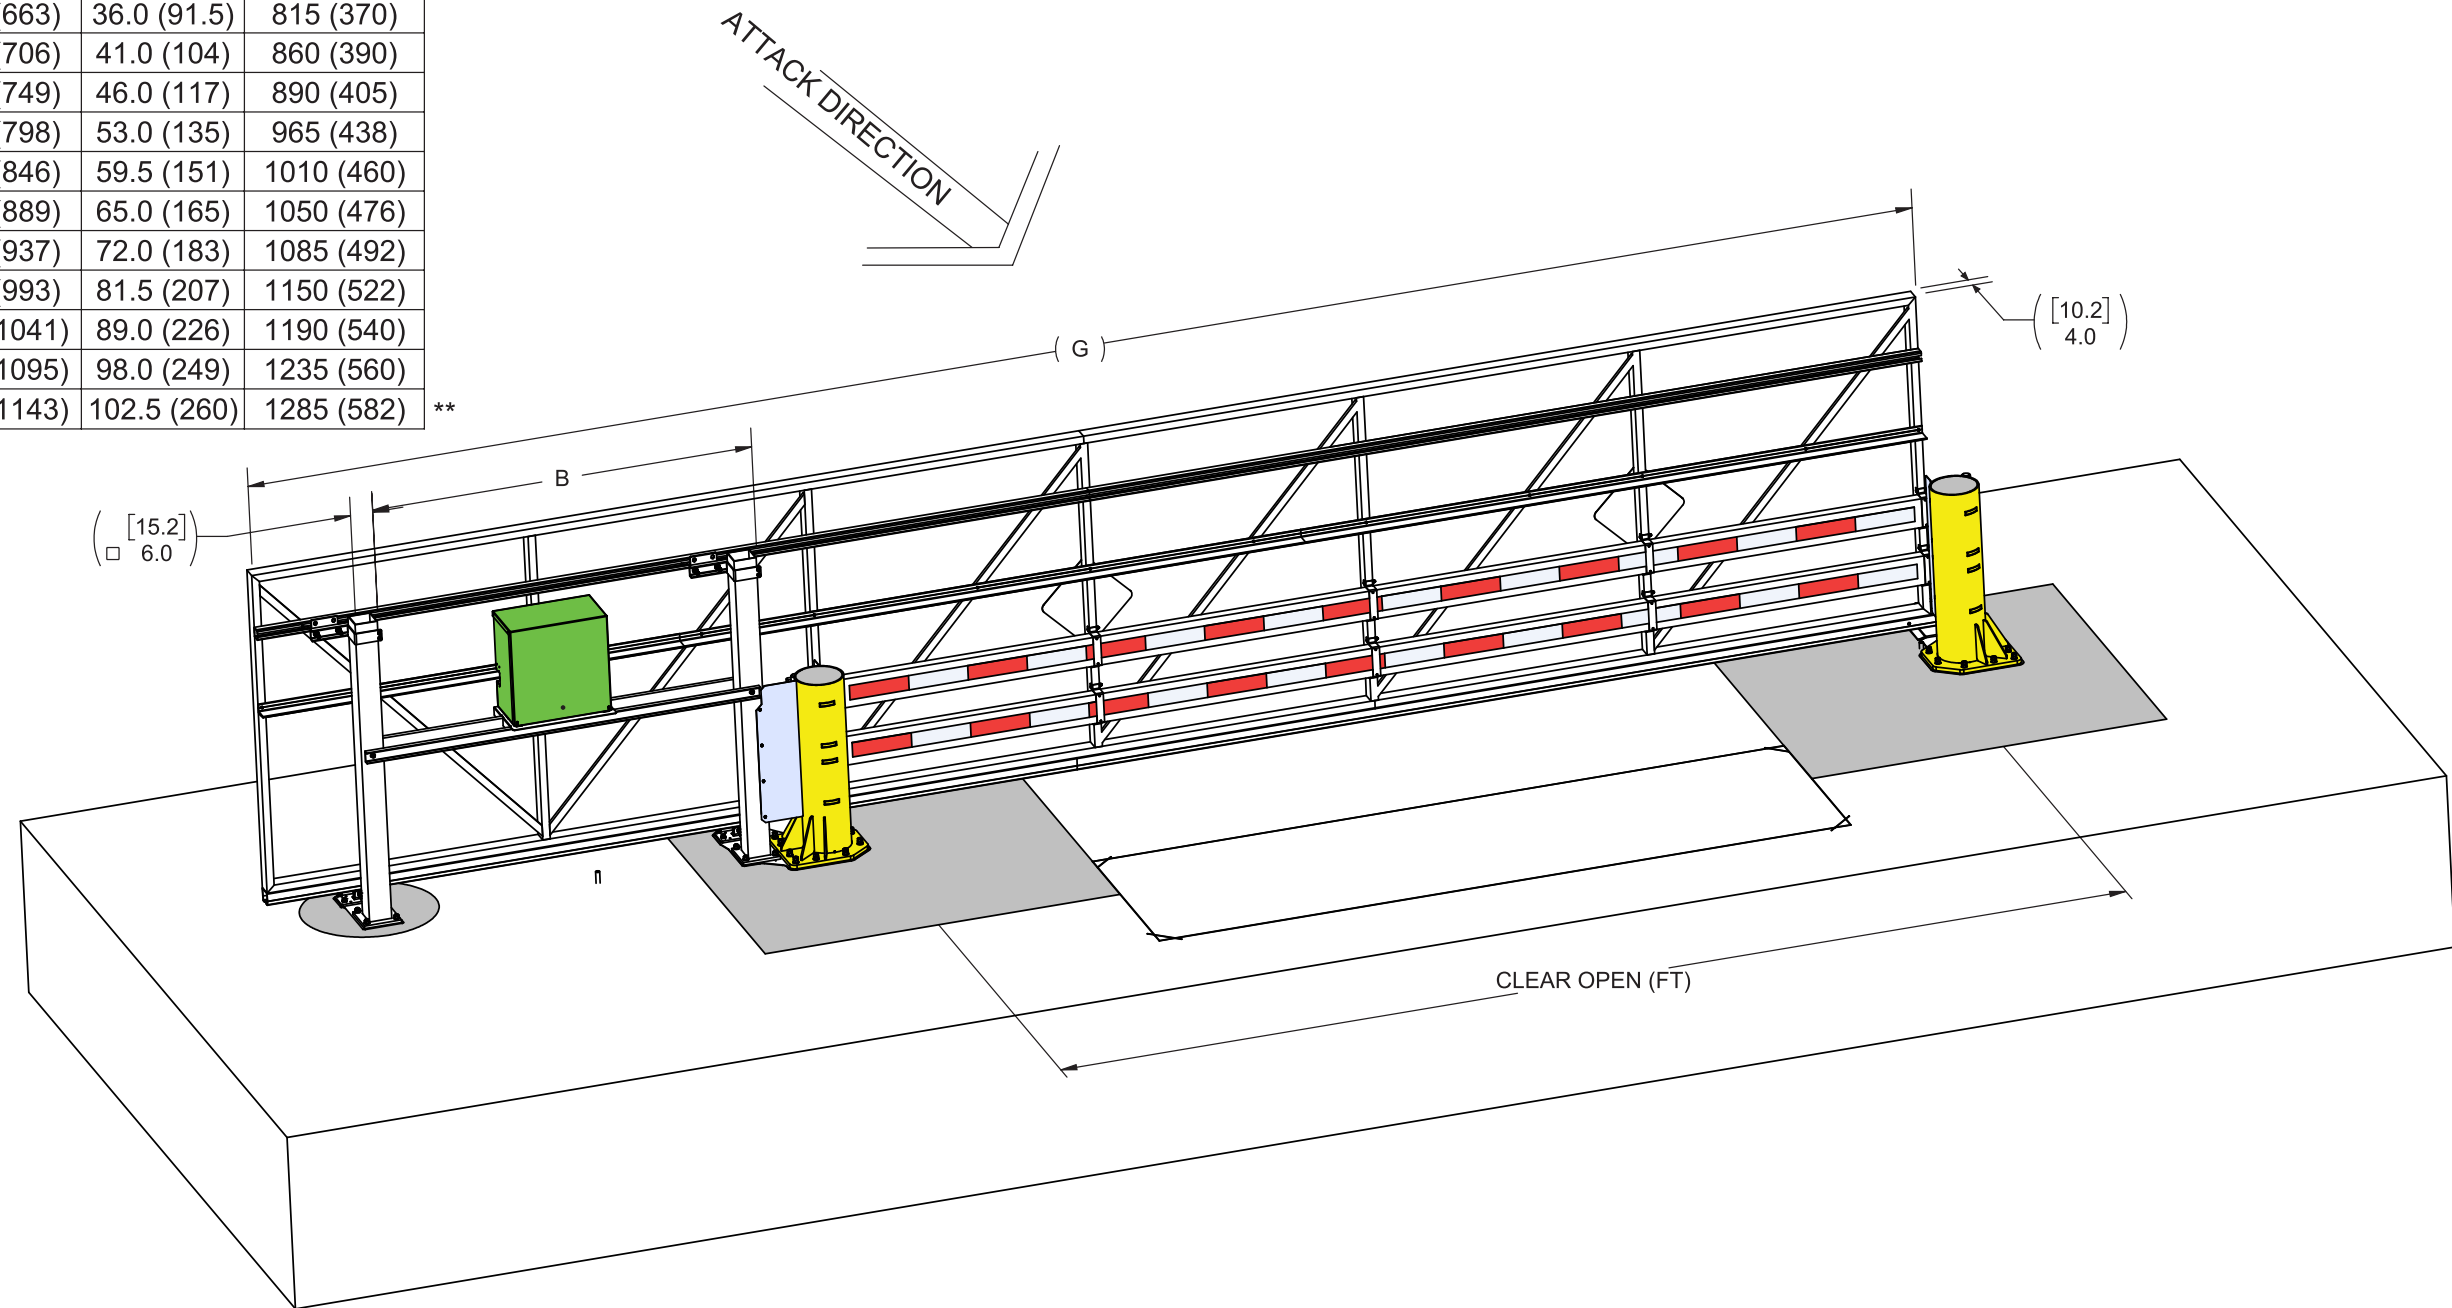 663) 36.0 (91.5) 815 (370)
706) 41.0 (104) 860 (390)
749) 46.0 (117) 890 (405)
798) 53.0 (135) 965 (438)
846) 59.5 (151) 1010 (460)
889) 65.0 (165) 1050 (476)
937) 72.0 (183) 1085 (492)
993) 81.5 (207) 1150 (522)
1041) 89.0 (226) 1190 (540)
1095) 98.0 (249) 1235 (560)
1143) 102.5 (260) 1285 (582) **
ATTACK DIRECTION
( G )
([10.2]
4.0)
B
([15.2]
□ 6.0)
CLEAR OPEN (FT)